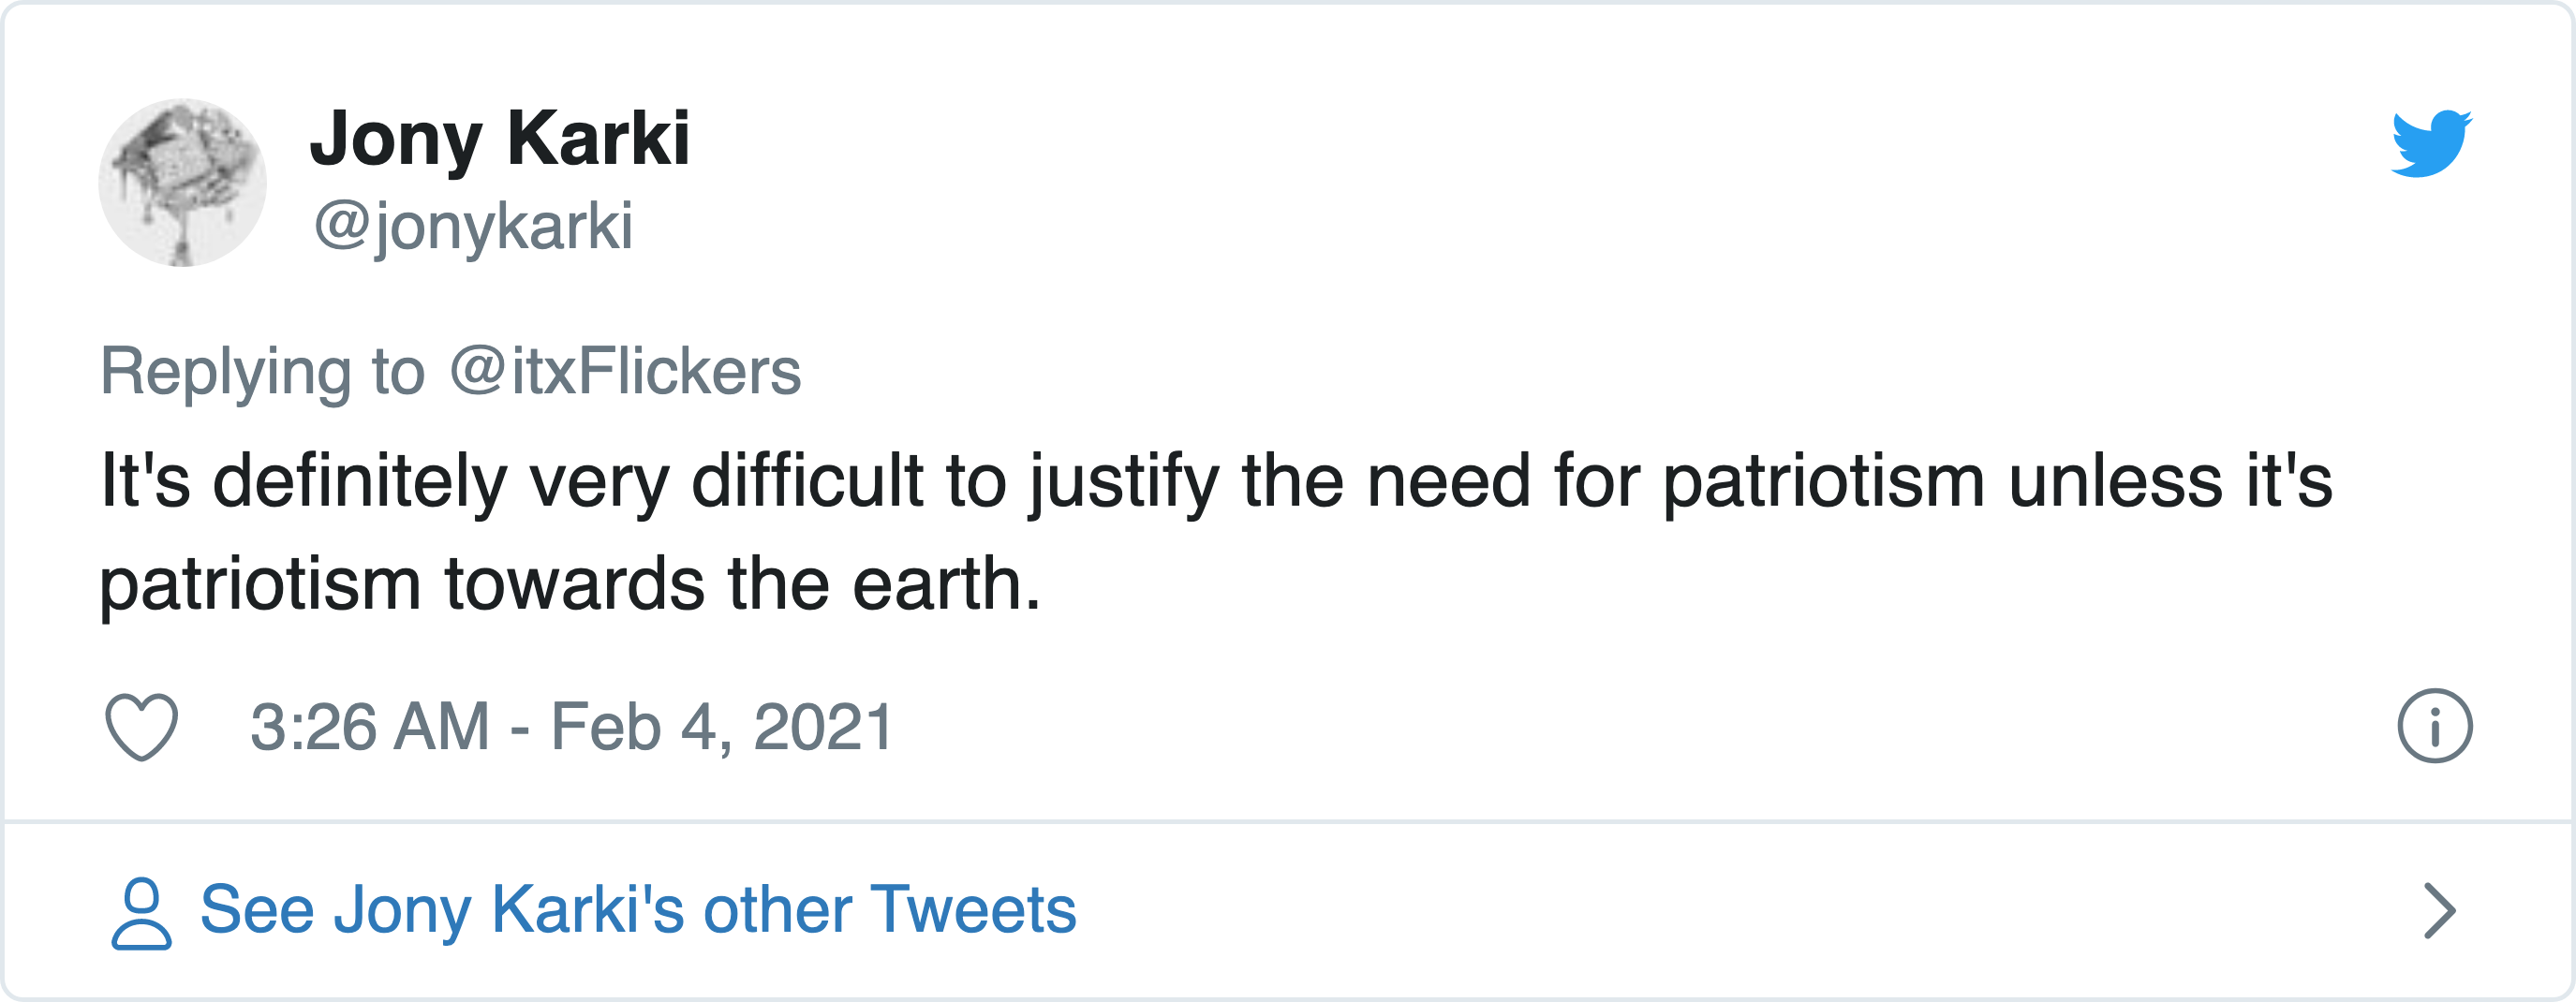 Jony Karki
@jonykarki
Replying to @itxFlickers
It's definitely very difficult to justify the need for patriotism unless it's
patriotism towards the earth.
3:26 AM - Feb 4, 2021
See Jony Karki's other Tweets